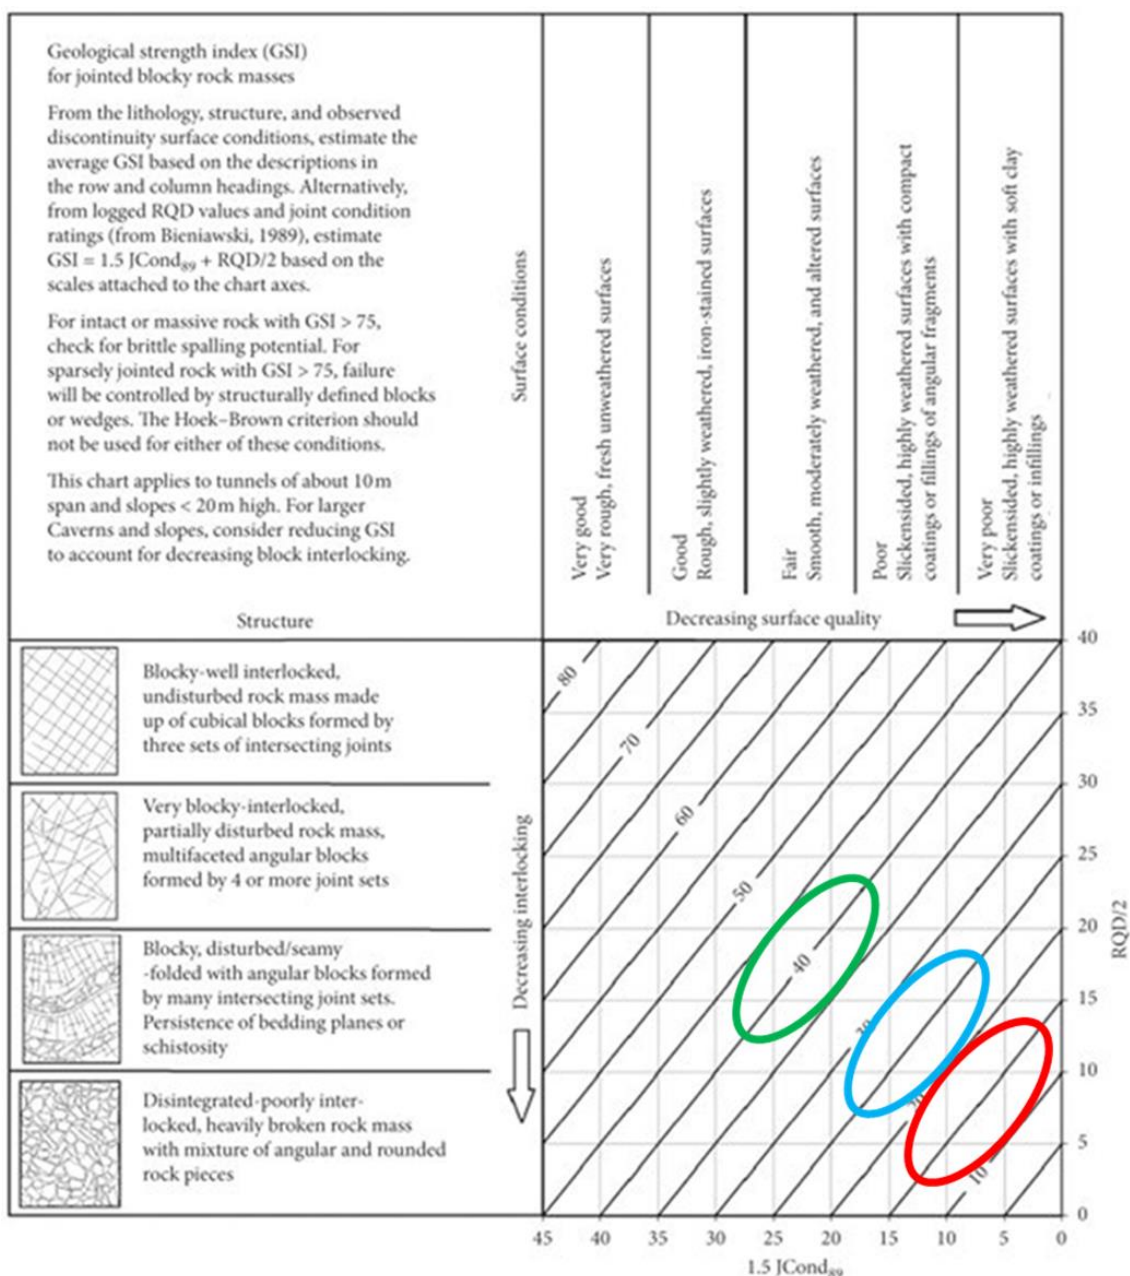 Geological strength index (GSI)
for jointed blocky rock masses
From the lithology, structure, and observed
discontinuity surface conditions, estimate the
average GSI based on the descriptions in
the row and column headings. Alternatively,
from logged RQD values and joint condition
ratings (from Bieniawski, 1989), estimate
GSI = 1.5 JCond89 + RQD/2 based on the
scales attached to the chart axes.
For intact or massive rock with GSI > 75,
check for brittle spalling potential. For
sparsely jointed rock with GSI > 75, failure
will be controlled by structurally defined blocks
or wedges. The Hoek–Brown criterion should
not be used for either of these conditions.
This chart applies to tunnels of about 10 m
span and slopes < 20 m high. For larger
Caverns and slopes, consider reducing GSI
to account for decreasing block interlocking.
Structure
Surface conditions
Very good
Very rough, fresh unweathered surfaces
Good
Rough, slightly weathered, iron-stained surfaces
Fair
Smooth, moderately weathered, and altered surfaces
Poor
Slickensided, highly weathered surfaces with compact
coatings or fillings of angular fragments
Very poor
Slickensided, highly weathered surfaces with soft clay
coatings or infillings
Decreasing surface quality
Blocky-well interlocked,
undisturbed rock mass made
up of cubical blocks formed by
three sets of intersecting joints
Very blocky-interlocked,
partially disturbed rock mass,
multifaceted angular blocks
formed by 4 or more joint sets
Blocky, disturbed/seamy
-folded with angular blocks formed
by many intersecting joint sets.
Persistence of bedding planes or
schistosity
Disintegrated-poorly inter-
locked, heavily broken rock mass
with mixture of angular and rounded
rock pieces
Decreasing interlocking
80
70
60
50
40
30
20
10
40
35
30
25
20
15
10
5
0
RQD/2
45 40 35 30 25 20 15 10 5 0
1.5 JCond89